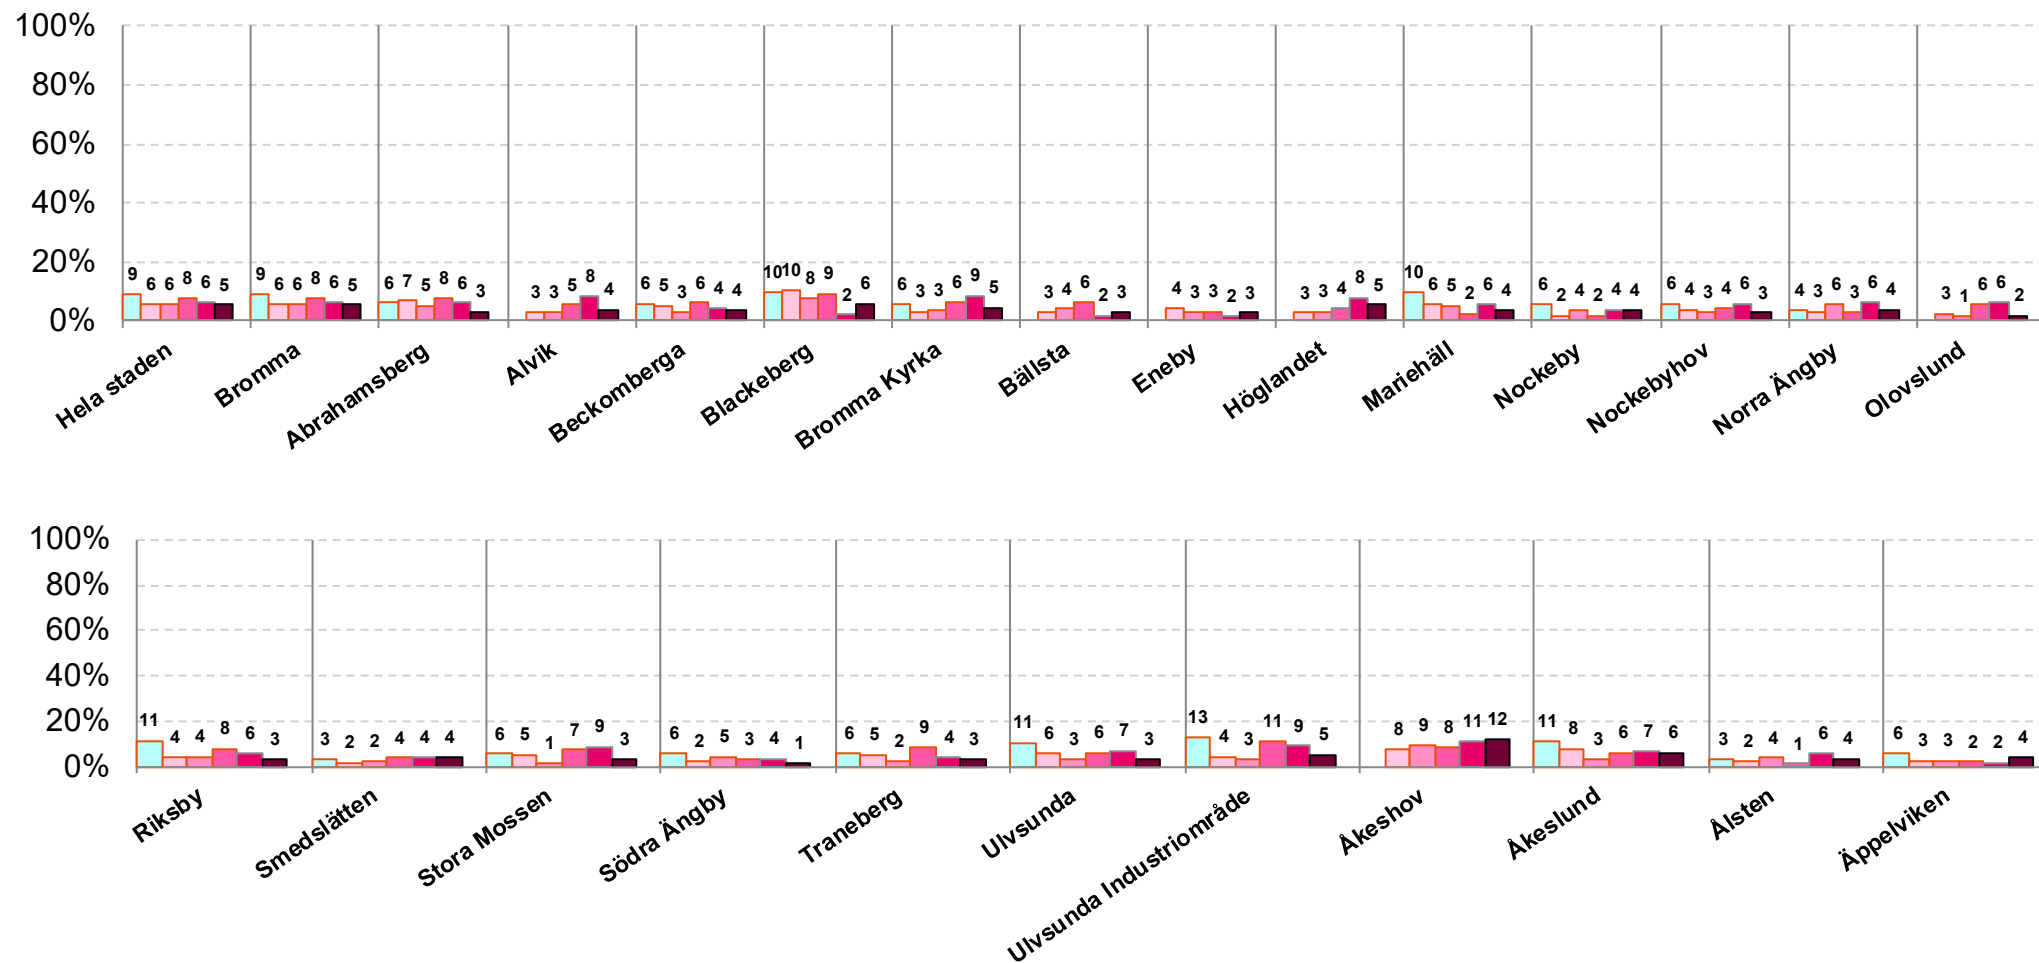 100%
80%
60%
40%
20%
0%
9 6 6 8 6 5
9 6 6 8 6 5
6 7 5 8 6 3
3 3 5 8 4
6 5 3 6 4 4
10 10 8 9 2 6
6 3 3 6 9 5
3 4 6 2 3
4 3 3 2 3
3 3 4 8 5
10 6 5 2 6 4
6 2 4 2 4 4
6 4 3 4 6 3
4 3 6 3 6 4
3 1 6 6 2
Hela staden
Bromma
Abrahamsberg
Alvik
Beckomberga
Blackeberg
Bromma Kyrka
Bällsta
Eneby
Höglandet
Mariehäll
Nockeby
Nockebyhov
Norra Ängby
Olovslund
100%
80%
60%
40%
20%
0%
11 4 4 8 6 3
3 2 2 4 4 4
6 5 1 7 9 3
6 2 5 3 4 1
6 5 2 9 4 3
11 6 3 6 7 3
13 4 3 11 9 5
8 9 8 11 12
11 8 3 6 7 6
3 2 4 1 6 4
6 3 3 2 2 4
Riksby
Smedslätten
Stora Mossen
Södra Ängby
Traneberg
Ulvsunda
Ulvsunda Industriområde
Åkeshov
Åkeslund
Ålsten
Äppelviken